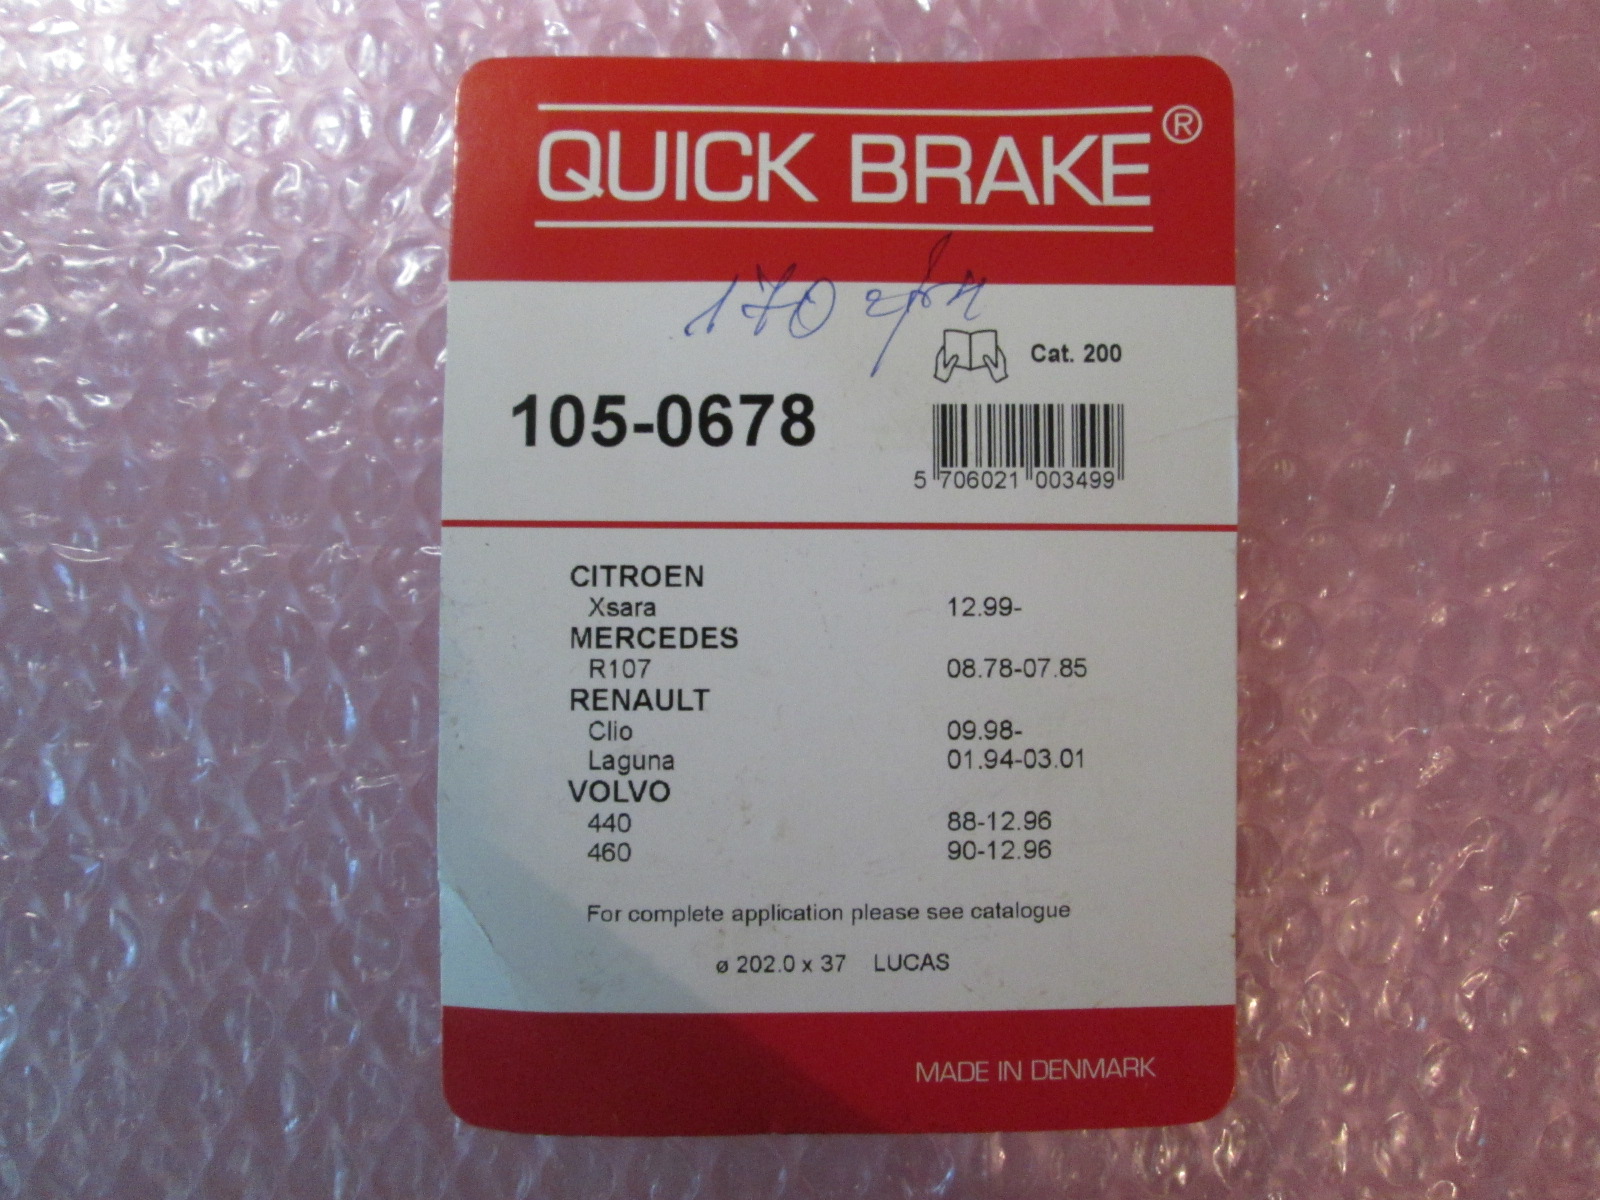 QUICK BRAKE®
170 грн
Cat. 200
105-0678
5 706021 003499
CITROEN
Xsara 12.99-
MERCEDES
R107 08.78-07.85
RENAULT
Clio 09.98-
Laguna 01.94-03.01
VOLVO
440 88-12.96
460 90-12.96
For complete application please see catalogue
ø 202.0 x 37 LUCAS
MADE IN DENMARK